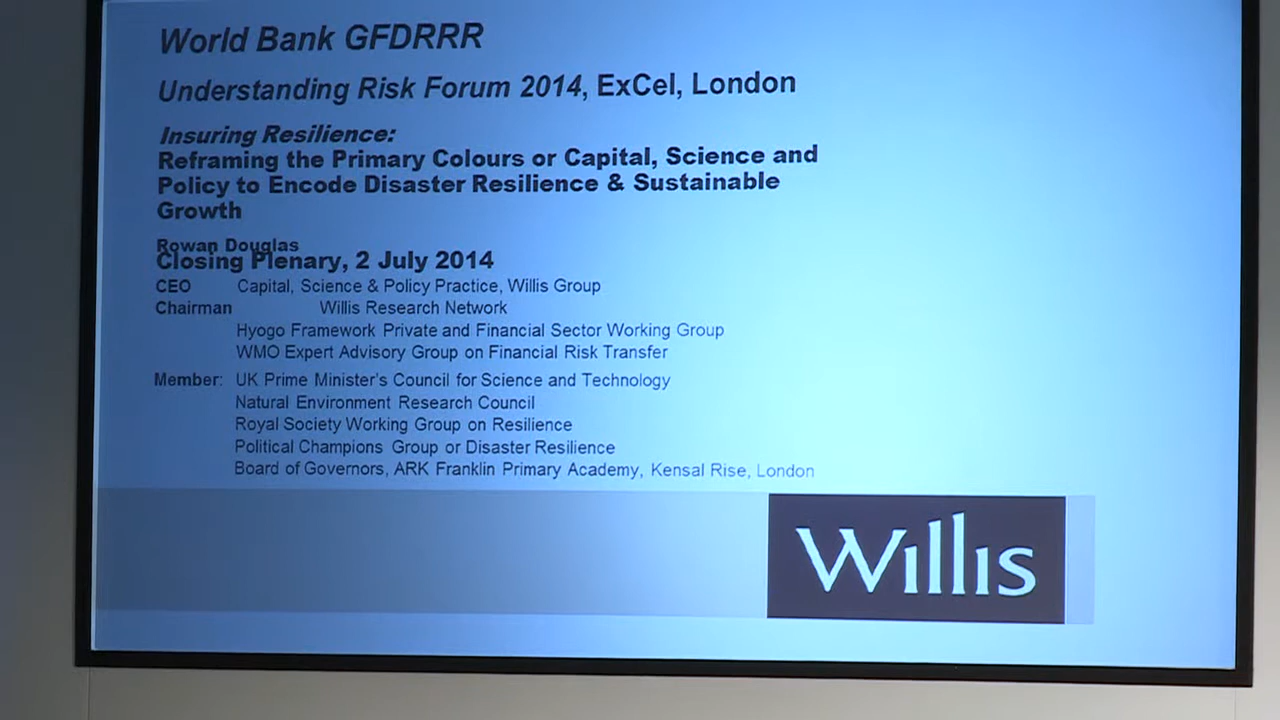 World Bank GFDRRR
Understanding Risk Forum 2014, ExCel, London
Insuring Resilience:
Reframing the Primary Colours or Capital, Science and
Policy to Encode Disaster Resilience & Sustainable
Growth
Rowan Douglas
Closing Plenary, 2 July 2014
CEO Capital, Science & Policy Practice, Willis Group
Chairman Willis Research Network
Hyogo Framework Private and Financial Sector Working Group
WMO Expert Advisory Group on Financial Risk Transfer
Member: UK Prime Minister's Council for Science and Technology
Natural Environment Research Council
Royal Society Working Group on Resilience
Political Champions Group or Disaster Resilience
Board of Governors, ARK Franklin Primary Academy, Kensal Rise, London
Willis